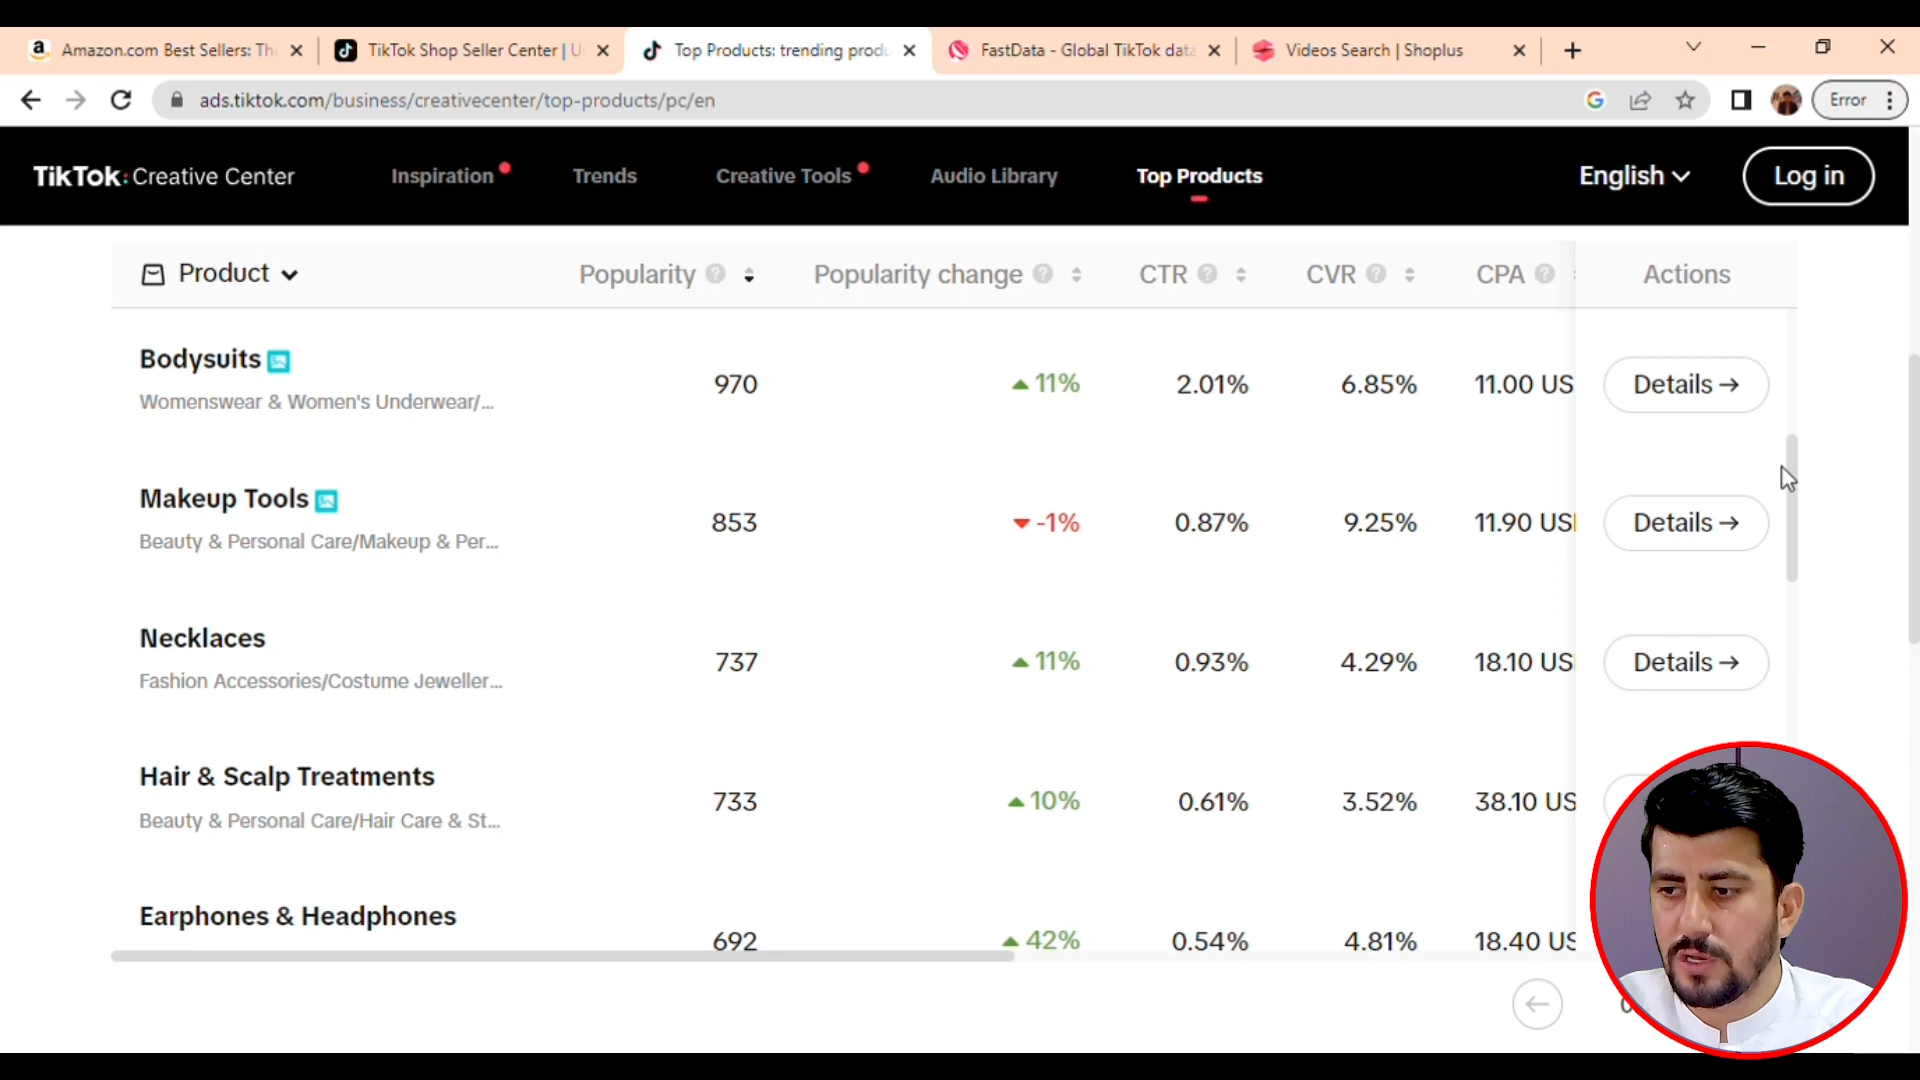 Amazon.com Best Sellers: Th
TikTok Shop Seller Center | U
Top Products: trending produ
FastData - Global TikTok data
Videos Search | Shoplus
ads.tiktok.com/business/creativecenter/top-products/pc/en
Error
TikTok: Creative Center
Inspiration
Trends
Creative Tools
Audio Library
Top Products
English
Log in
Product
Popularity
Popularity change
CTR
CVR
CPA
Actions
Bodysuits
Womenswear & Women's Underwear/...
970
11%
2.01%
6.85%
11.00 US
Details →
Makeup Tools
Beauty & Personal Care/Makeup & Per...
853
-1%
0.87%
9.25%
11.90 US
Details →
Necklaces
Fashion Accessories/Costume Jeweller...
737
11%
0.93%
4.29%
18.10 US
Details →
Hair & Scalp Treatments
Beauty & Personal Care/Hair Care & St...
733
10%
0.61%
3.52%
38.10 US
Earphones & Headphones
692
42%
0.54%
4.81%
18.40 US